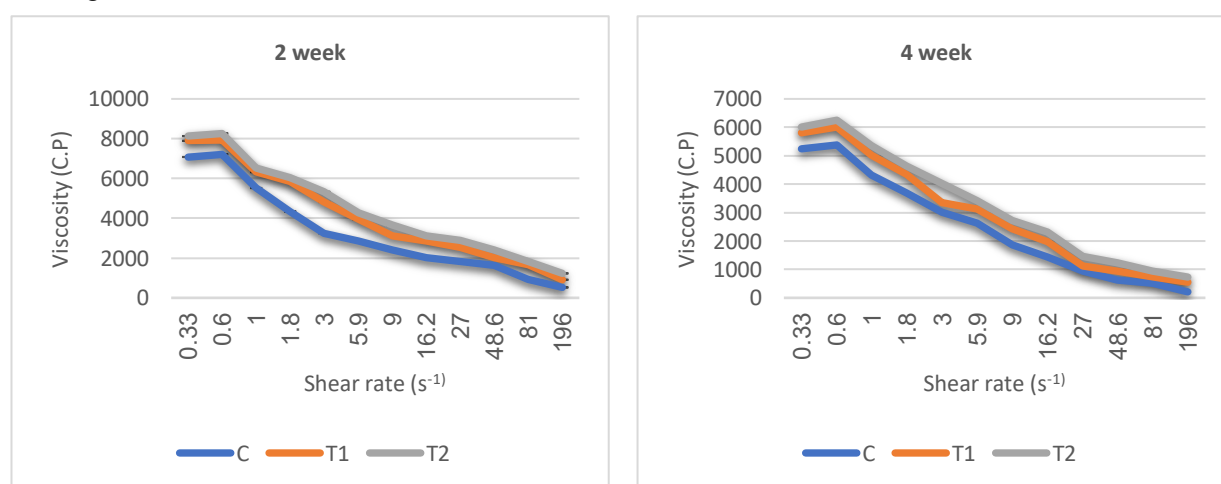 2 week
Viscosity (C.P)
10000
8000
6000
4000
2000
0
0.33 0.6 1 1.8 3 5.9 9 16.2 27 48.6 81 196
Shear rate (s-1)
C T1 T2
4 week
Viscosity (C.P)
7000
6000
5000
4000
3000
2000
1000
0
0.33 0.6 1 1.8 3 5.9 9 16.2 27 48.6 81 196
Shear rate (s-1)
C T1 T2